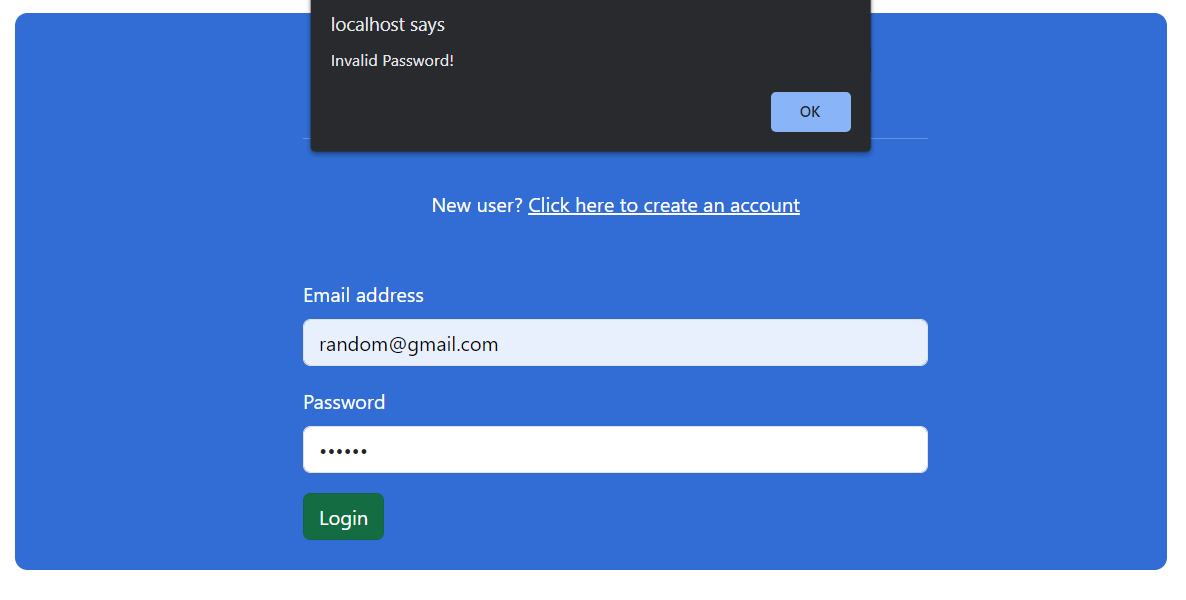 localhost says
Invalid Password!
OK
New user? Click here to create an account
Email address
random@gmail.com
Password
••••••
Login